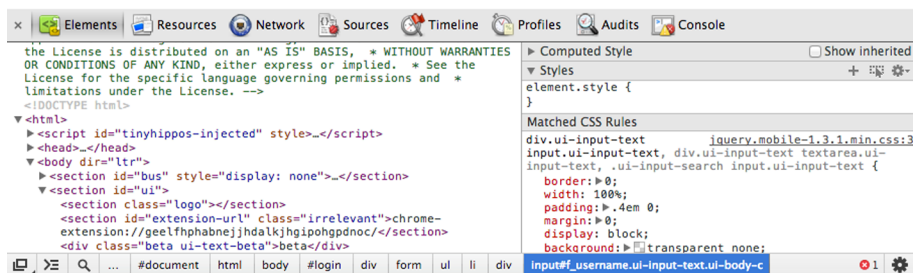 × Elements Resources Network Sources Timeline Profiles Audits Console
the License is distributed on an "AS IS" BASIS,  * WITHOUT WARRANTIES
OR CONDITIONS OF ANY KIND, either express or implied.  * See the
License for the specific language governing permissions and  *
limitations under the License. -->
<!DOCTYPE html>
▼<html>
▶<script id="tinyhippos-injected" style>…</script>
▶<head>…</head>
▼<body dir="ltr">
▶<section id="bus" style="display: none">…</section>
▼<section id="ui">
<section class="logo"></section>
<section id="extension-url" class="irrelevant">chrome-
extension://geelfhphabnejjhdalkjhgipohgpdnoc/</section>
<div class="beta ui-text-beta">beta</div>
▶ Computed Style Show inherited
▼ Styles
element.style {
}
Matched CSS Rules
div.ui-input-text jquery.mobile-1.3.1.min.css:3
input.ui-input-text, div.ui-input-text textarea.ui-
input-text, .ui-input-search input.ui-input-text {
border:▶0;
width: 100%;
padding:▶.4em 0;
margin:▶0;
display: block;
background:▶transparent none;
... #document html body #login div form ul li div input#f_username.ui-input-text.ui-body-c 1